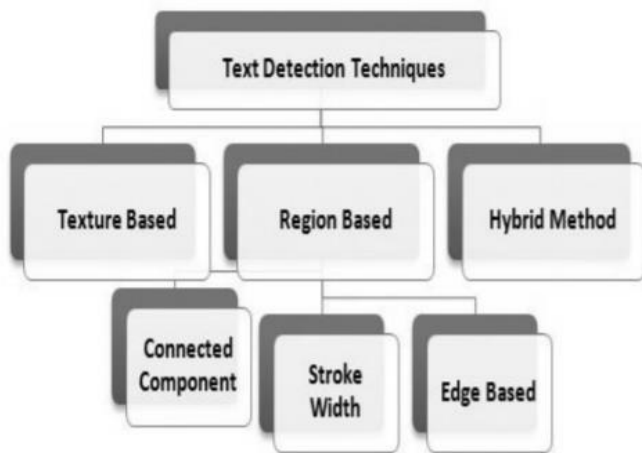 Text Detection Techniques
Texture Based
Region Based
Hybrid Method
Connected
Component
Stroke
Width
Edge Based